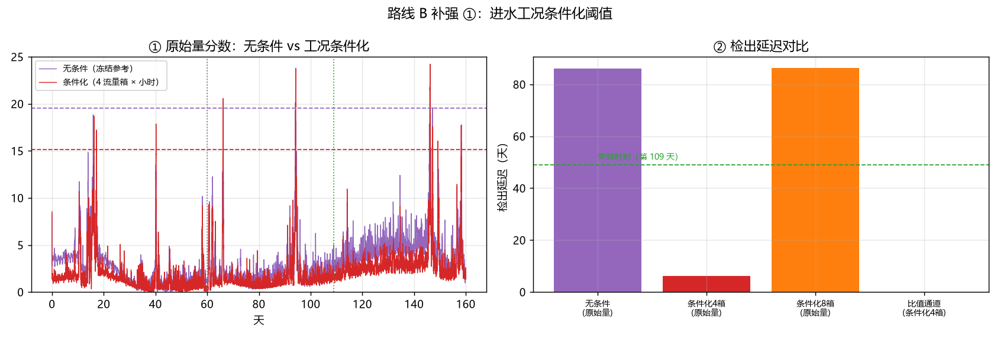 路线 B 补强 ①：进水工况条件化阈值
① 原始量分数：无条件 vs 工况条件化
25
20
15
10
5
0
无条件（冻结参考）
条件化（4 流量箱 × 小时）
0 20 40 60 80 100 120 140 160
天
② 检出延迟对比
检出延迟（天）
80
60
40
20
0
失效时刻（第 109 天）
无条件
(原始量)
条件化4箱
(原始量)
条件化8箱
(原始量)
比值通道
(条件化4箱)